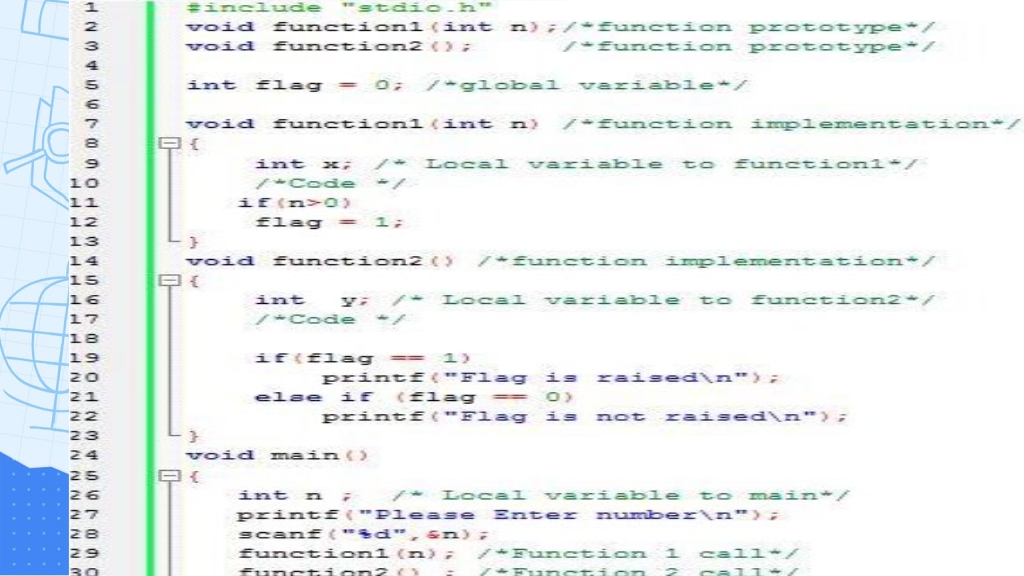 1 #include "stdio.h"
2 void function1(int n);/*function prototype*/
3 void function2(); /*function prototype*/
4
5 int flag = 0; /*global variable*/
6
7 void function1(int n) /*function implementation*/
8 {
9 int x; /* Local variable to function1*/
10 /*Code */
11 if(n>0)
12 flag = 1;
13 }
14 void function2() /*function implementation*/
15 {
16 int y; /* Local variable to function2*/
17 /*Code */
18
19 if(flag == 1)
20 printf("Flag is raised\n");
21 else if (flag == 0)
22 printf("Flag is not raised\n");
23 }
24 void main()
25 {
26 int n ; /* Local variable to main*/
27 printf("Please Enter number\n");
28 scanf("%d",&n);
29 function1(n); /*Function 1 call*/
30 function2() ; /*Function 2 call*/